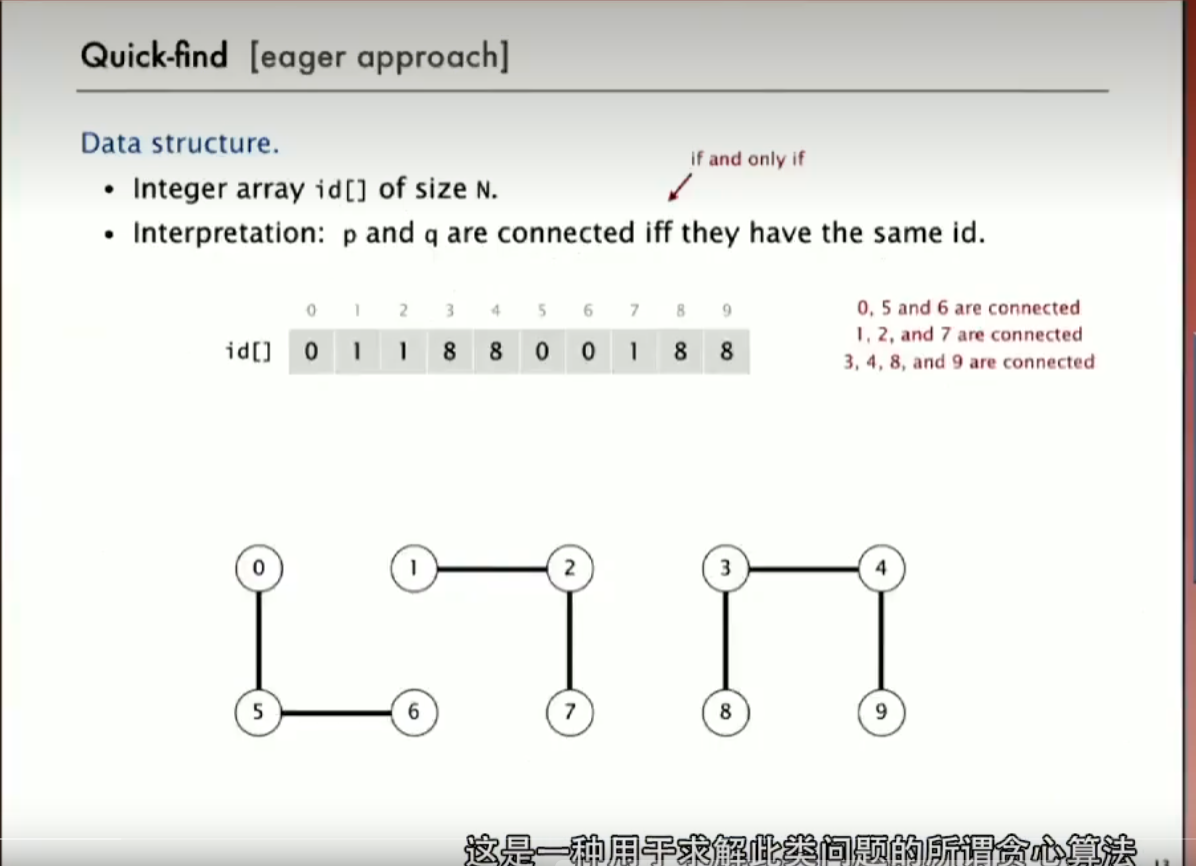 Quick-find [eager approach]
Data structure.
if and only if
• Integer array id[] of size N.
• Interpretation: p and q are connected iff they have the same id.
0 1 2 3 4 5 6 7 8 9
id[] 0 1 1 8 8 0 0 1 8 8
0, 5 and 6 are connected
1, 2, and 7 are connected
3, 4, 8, and 9 are connected
0 1 2 3 4
5 6 7 8 9
这是一种用于求解此类问题的所谓贪心算法